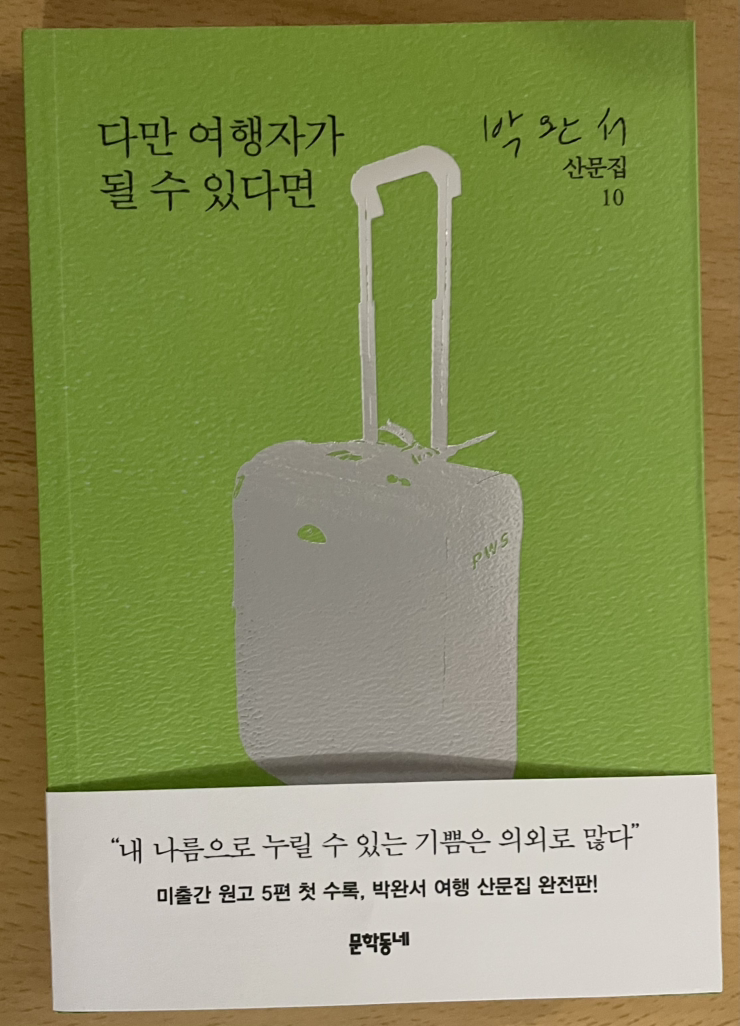 다만 여행자가
될 수 있다면
박완서
산문집
10
PWS
“내 나름으로 누릴 수 있는 기쁨은 의외로 많다”
미출간 원고 5편 첫 수록, 박완서 여행 산문집 완전판!
문학동네